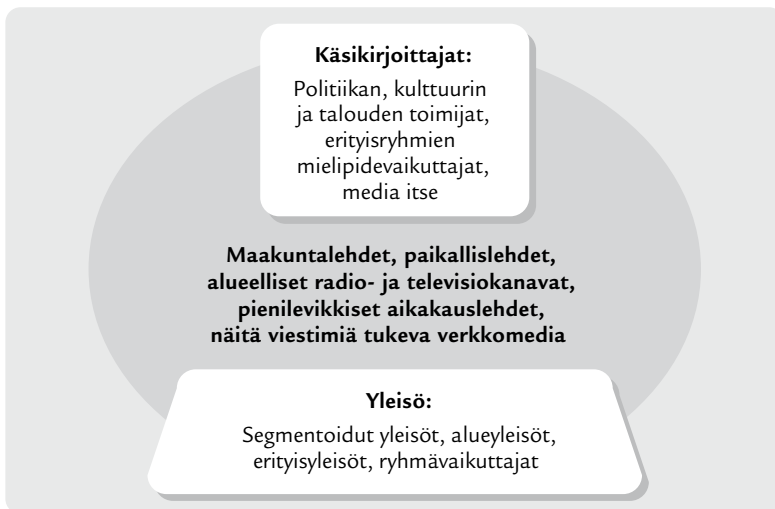 Käsikirjoittajat:
Politiikan, kulttuurin
ja talouden toimijat,
erityisryhmien
mielipidevaikuttajat,
media itse
Maakuntalehdet, paikallislehdet,
alueelliset radio- ja televisiokanavat,
pienilevikkiset aikakauslehdet,
näitä viestimiä tukeva verkkomedia
Yleisö:
Segmentoidut yleisöt, alueyleisöt,
erityisyleisöt, ryhmävaikuttajat